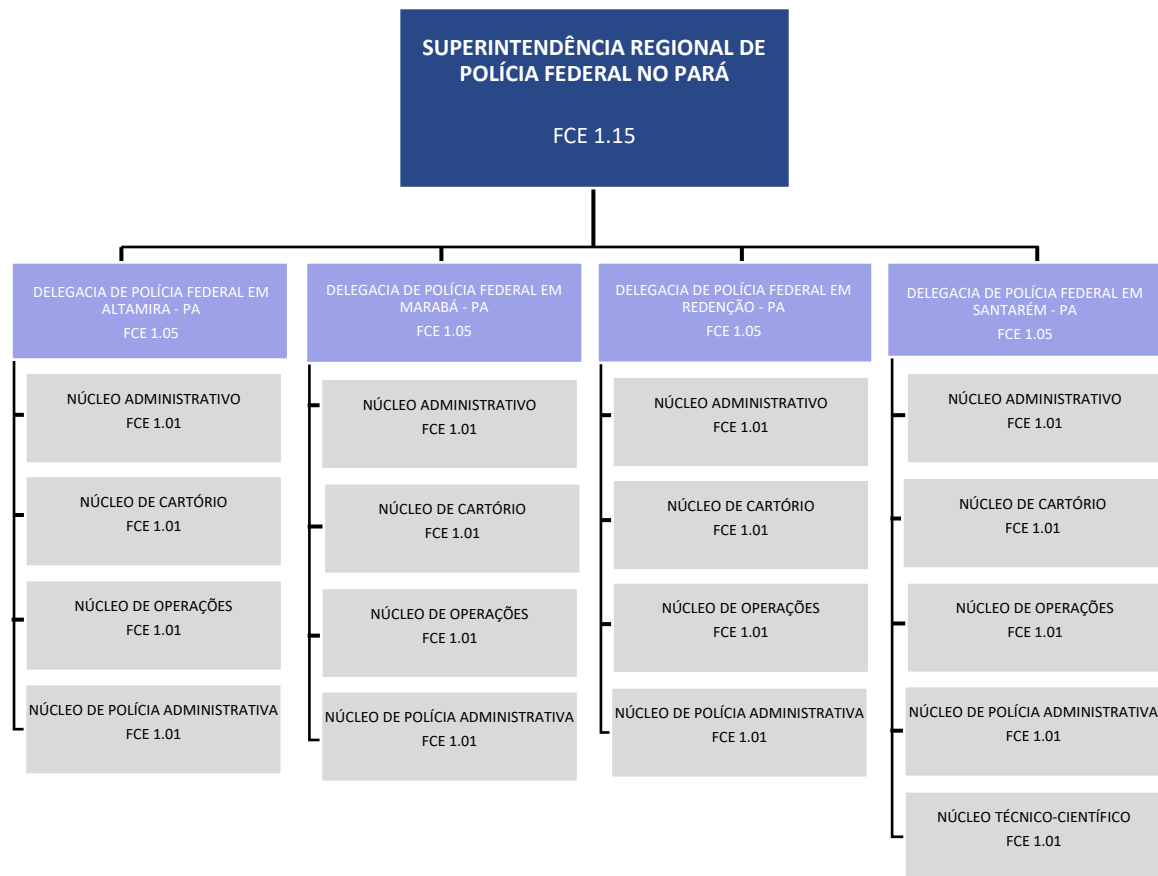 SUPERINTENDÊNCIA REGIONAL DE
POLÍCIA FEDERAL NO PARÁ
FCE 1.15
DELEGACIA DE POLÍCIA FEDERAL EM
ALTAMIRA - PA
FCE 1.05
NÚCLEO ADMINISTRATIVO
FCE 1.01
NÚCLEO DE CARTÓRIO
FCE 1.01
NÚCLEO DE OPERAÇÕES
FCE 1.01
NÚCLEO DE POLÍCIA ADMINISTRATIVA
FCE 1.01
DELEGACIA DE POLÍCIA FEDERAL EM
MARABÁ - PA
FCE 1.05
NÚCLEO ADMINISTRATIVO
FCE 1.01
NÚCLEO DE CARTÓRIO
FCE 1.01
NÚCLEO DE OPERAÇÕES
FCE 1.01
NÚCLEO DE POLÍCIA ADMINISTRATIVA
FCE 1.01
DELEGACIA DE POLÍCIA FEDERAL EM
REDENÇÃO - PA
FCE 1.05
NÚCLEO ADMINISTRATIVO
FCE 1.01
NÚCLEO DE CARTÓRIO
FCE 1.01
NÚCLEO DE OPERAÇÕES
FCE 1.01
NÚCLEO DE POLÍCIA ADMINISTRATIVA
FCE 1.01
DELEGACIA DE POLÍCIA FEDERAL EM
SANTARÉM - PA
FCE 1.05
NÚCLEO ADMINISTRATIVO
FCE 1.01
NÚCLEO DE CARTÓRIO
FCE 1.01
NÚCLEO DE OPERAÇÕES
FCE 1.01
NÚCLEO DE POLÍCIA ADMINISTRATIVA
FCE 1.01
NÚCLEO TÉCNICO-CIENTÍFICO
FCE 1.01